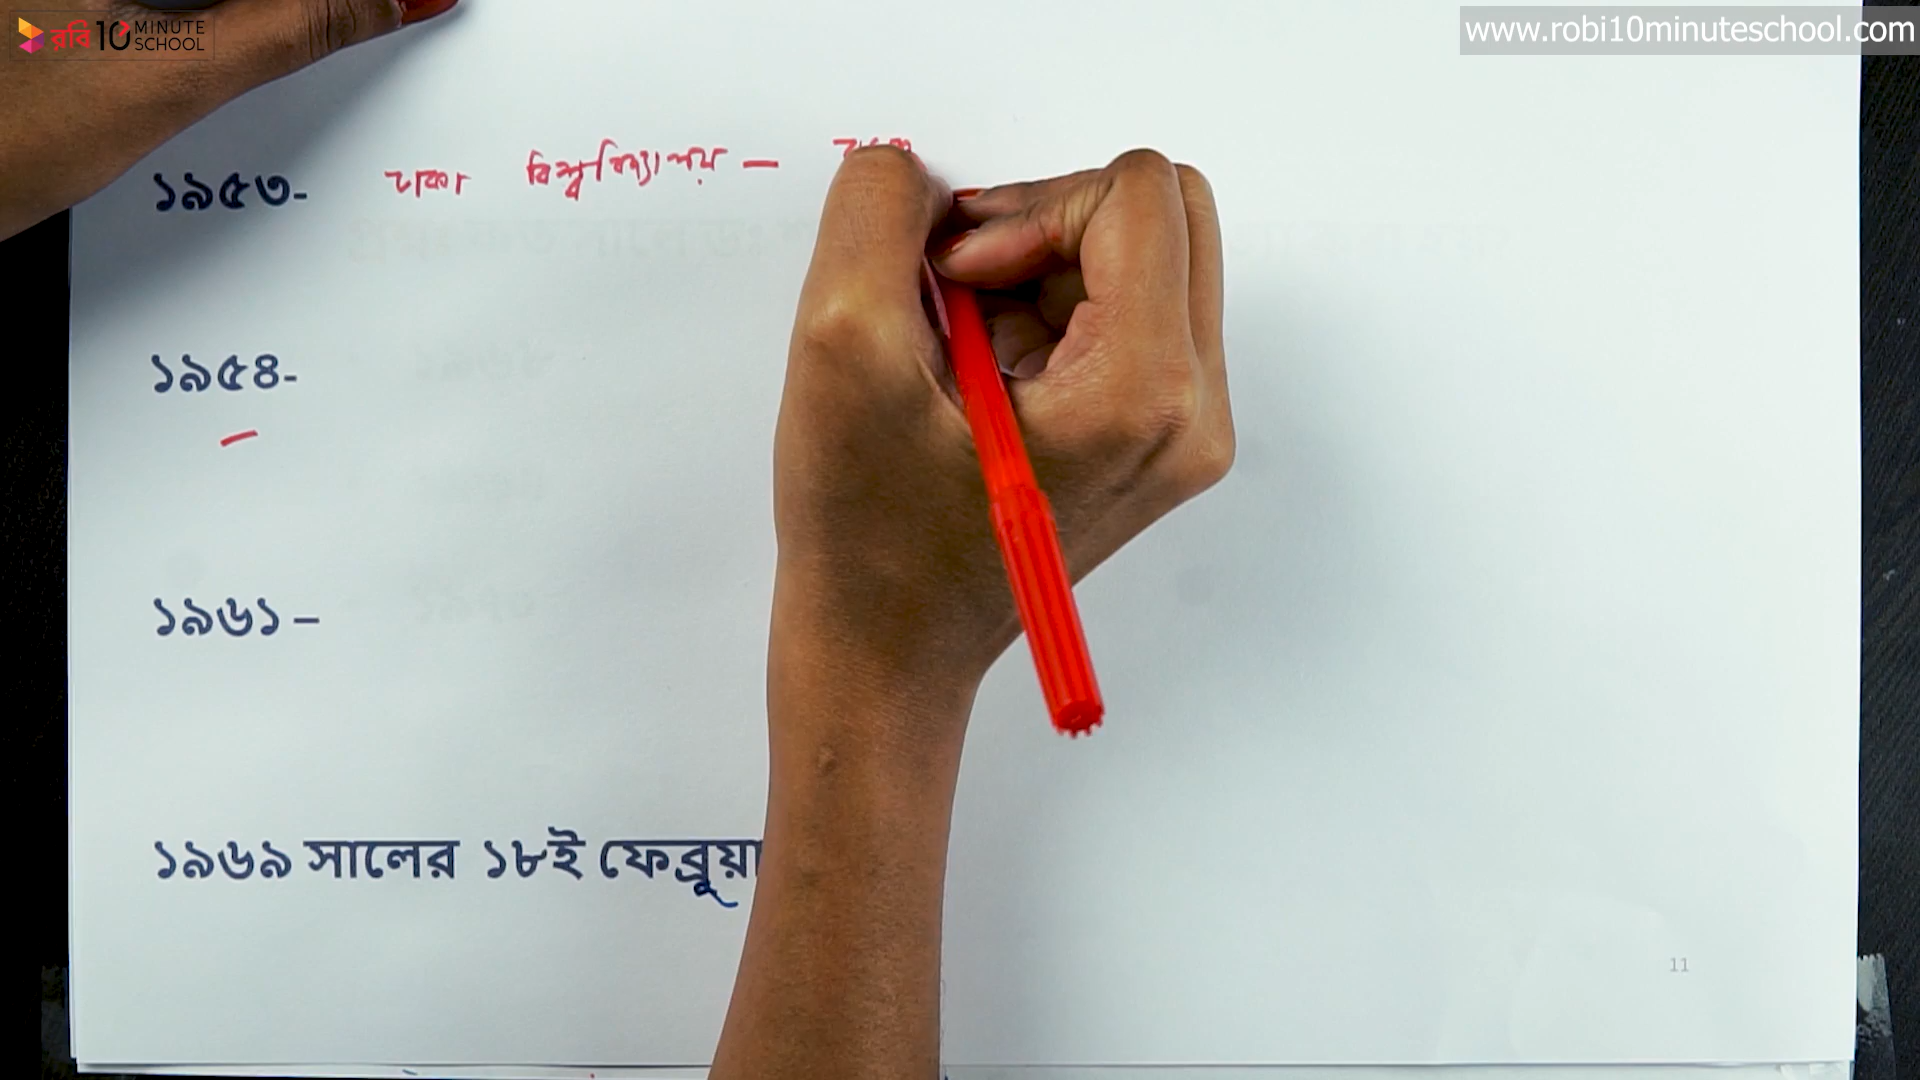 রবি 10 MINUTE SCHOOL
www.robi10minuteschool.com
১৯৫৩- ঢাকা বিশ্ববিদ্যালয় –
১৯৫৪-
১৯৬১ –
১৯৬৯ সালের ১৮ই ফেব্রুয়া
11